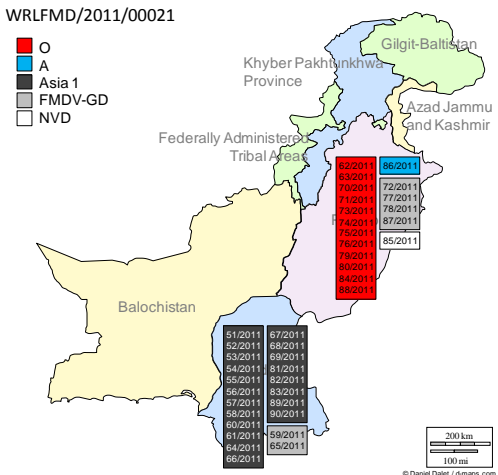 WRLFMD/2011/00021
O
A
Asia 1
FMDV-GD
NVD
Gilgit-Baltistan
Khyber Pakhtunkhwa
Province
Azad Jammu
and Kashmir
Federally Administered
Tribal Areas
62/2011
63/2011
70/2011
71/2011
73/2011
74/2011
75/2011
76/2011
79/2011
80/2011
84/2011
88/2011
86/2011
72/2011
77/2011
78/2011
87/2011
85/2011
Balochistan
51/2011
52/2011
53/2011
54/2011
55/2011
56/2011
57/2011
58/2011
60/2011
61/2011
64/2011
66/2011
67/2011
68/2011
69/2011
81/2011
82/2011
83/2011
89/2011
90/2011
59/2011
65/2011
200 km
100 mi
© Daniel Dalet / d-maps.com